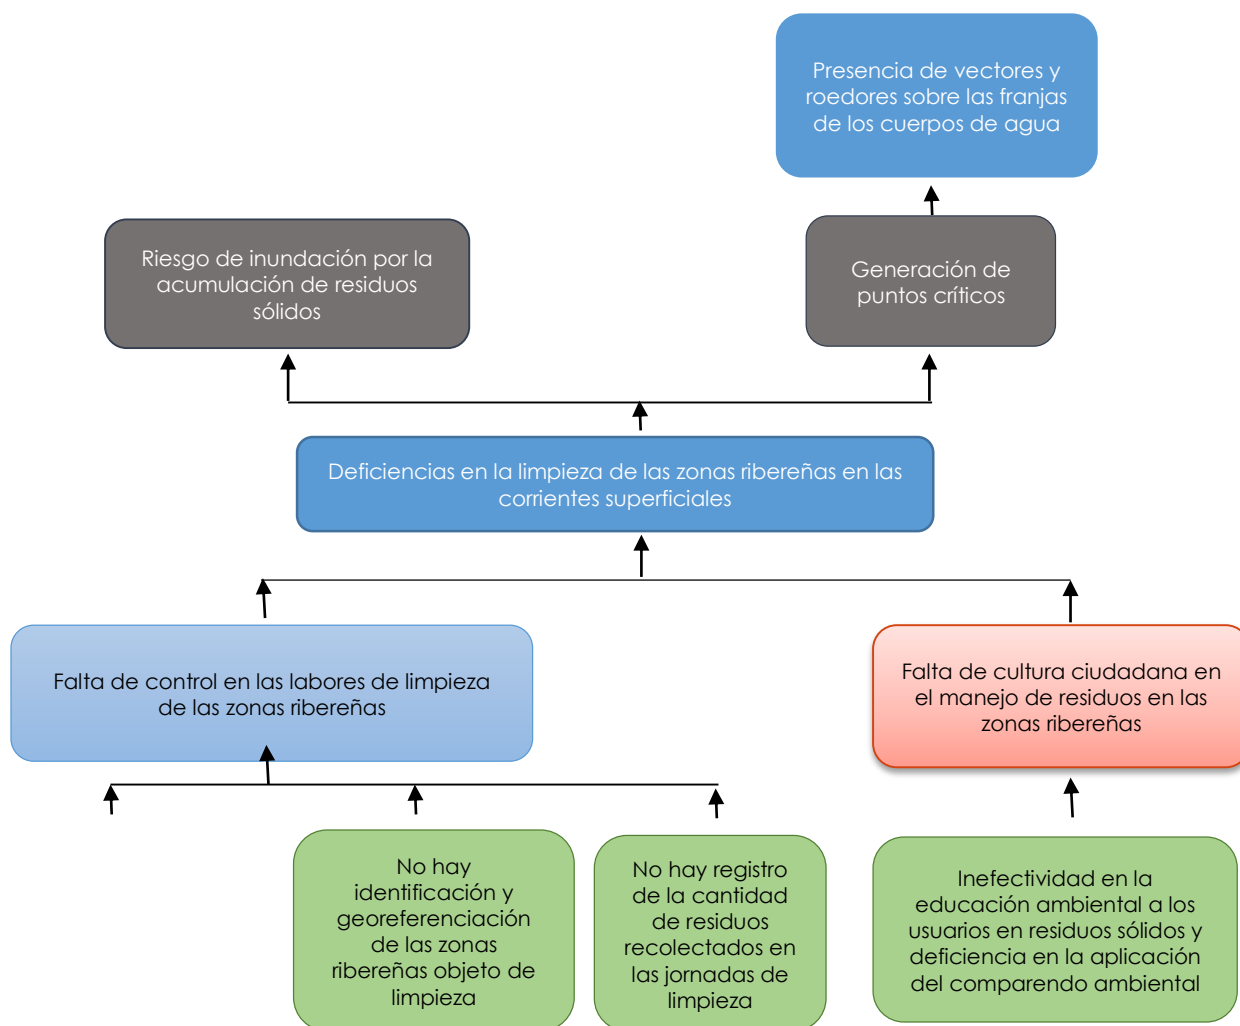 Presencia de vectores y
roedores sobre las franjas
de los cuerpos de agua
Riesgo de inundación por la
acumulación de residuos
sólidos
Generación de
puntos críticos
Deficiencias en la limpieza de las zonas ribereñas en las
corrientes superficiales
Falta de control en las labores de limpieza
de las zonas ribereñas
Falta de cultura ciudadana en
el manejo de residuos en las
zonas ribereñas
No hay
identificación y
georeferenciación
de las zonas
ribereñas objeto de
limpieza
No hay registro
de la cantidad
de residuos
recolectados en
las jornadas de
limpieza
Inefectividad en la
educación ambiental a los
usuarios en residuos sólidos y
deficiencia en la aplicación
del comparendo ambiental